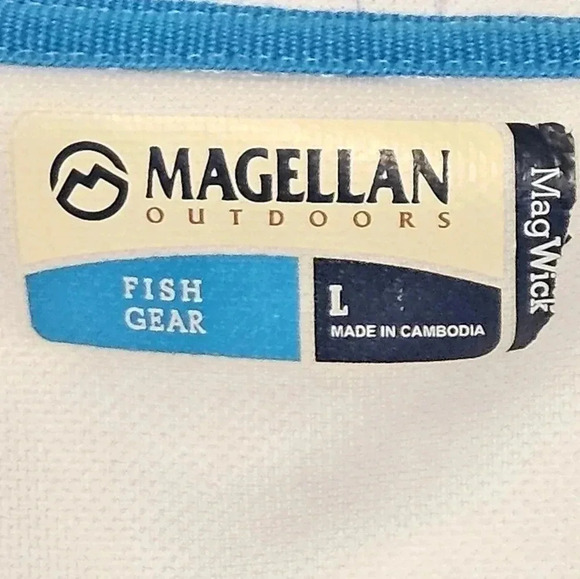 MAGELLAN
OUTDOORS
FISH
GEAR
L
MADE IN CAMBODIA
MagWick